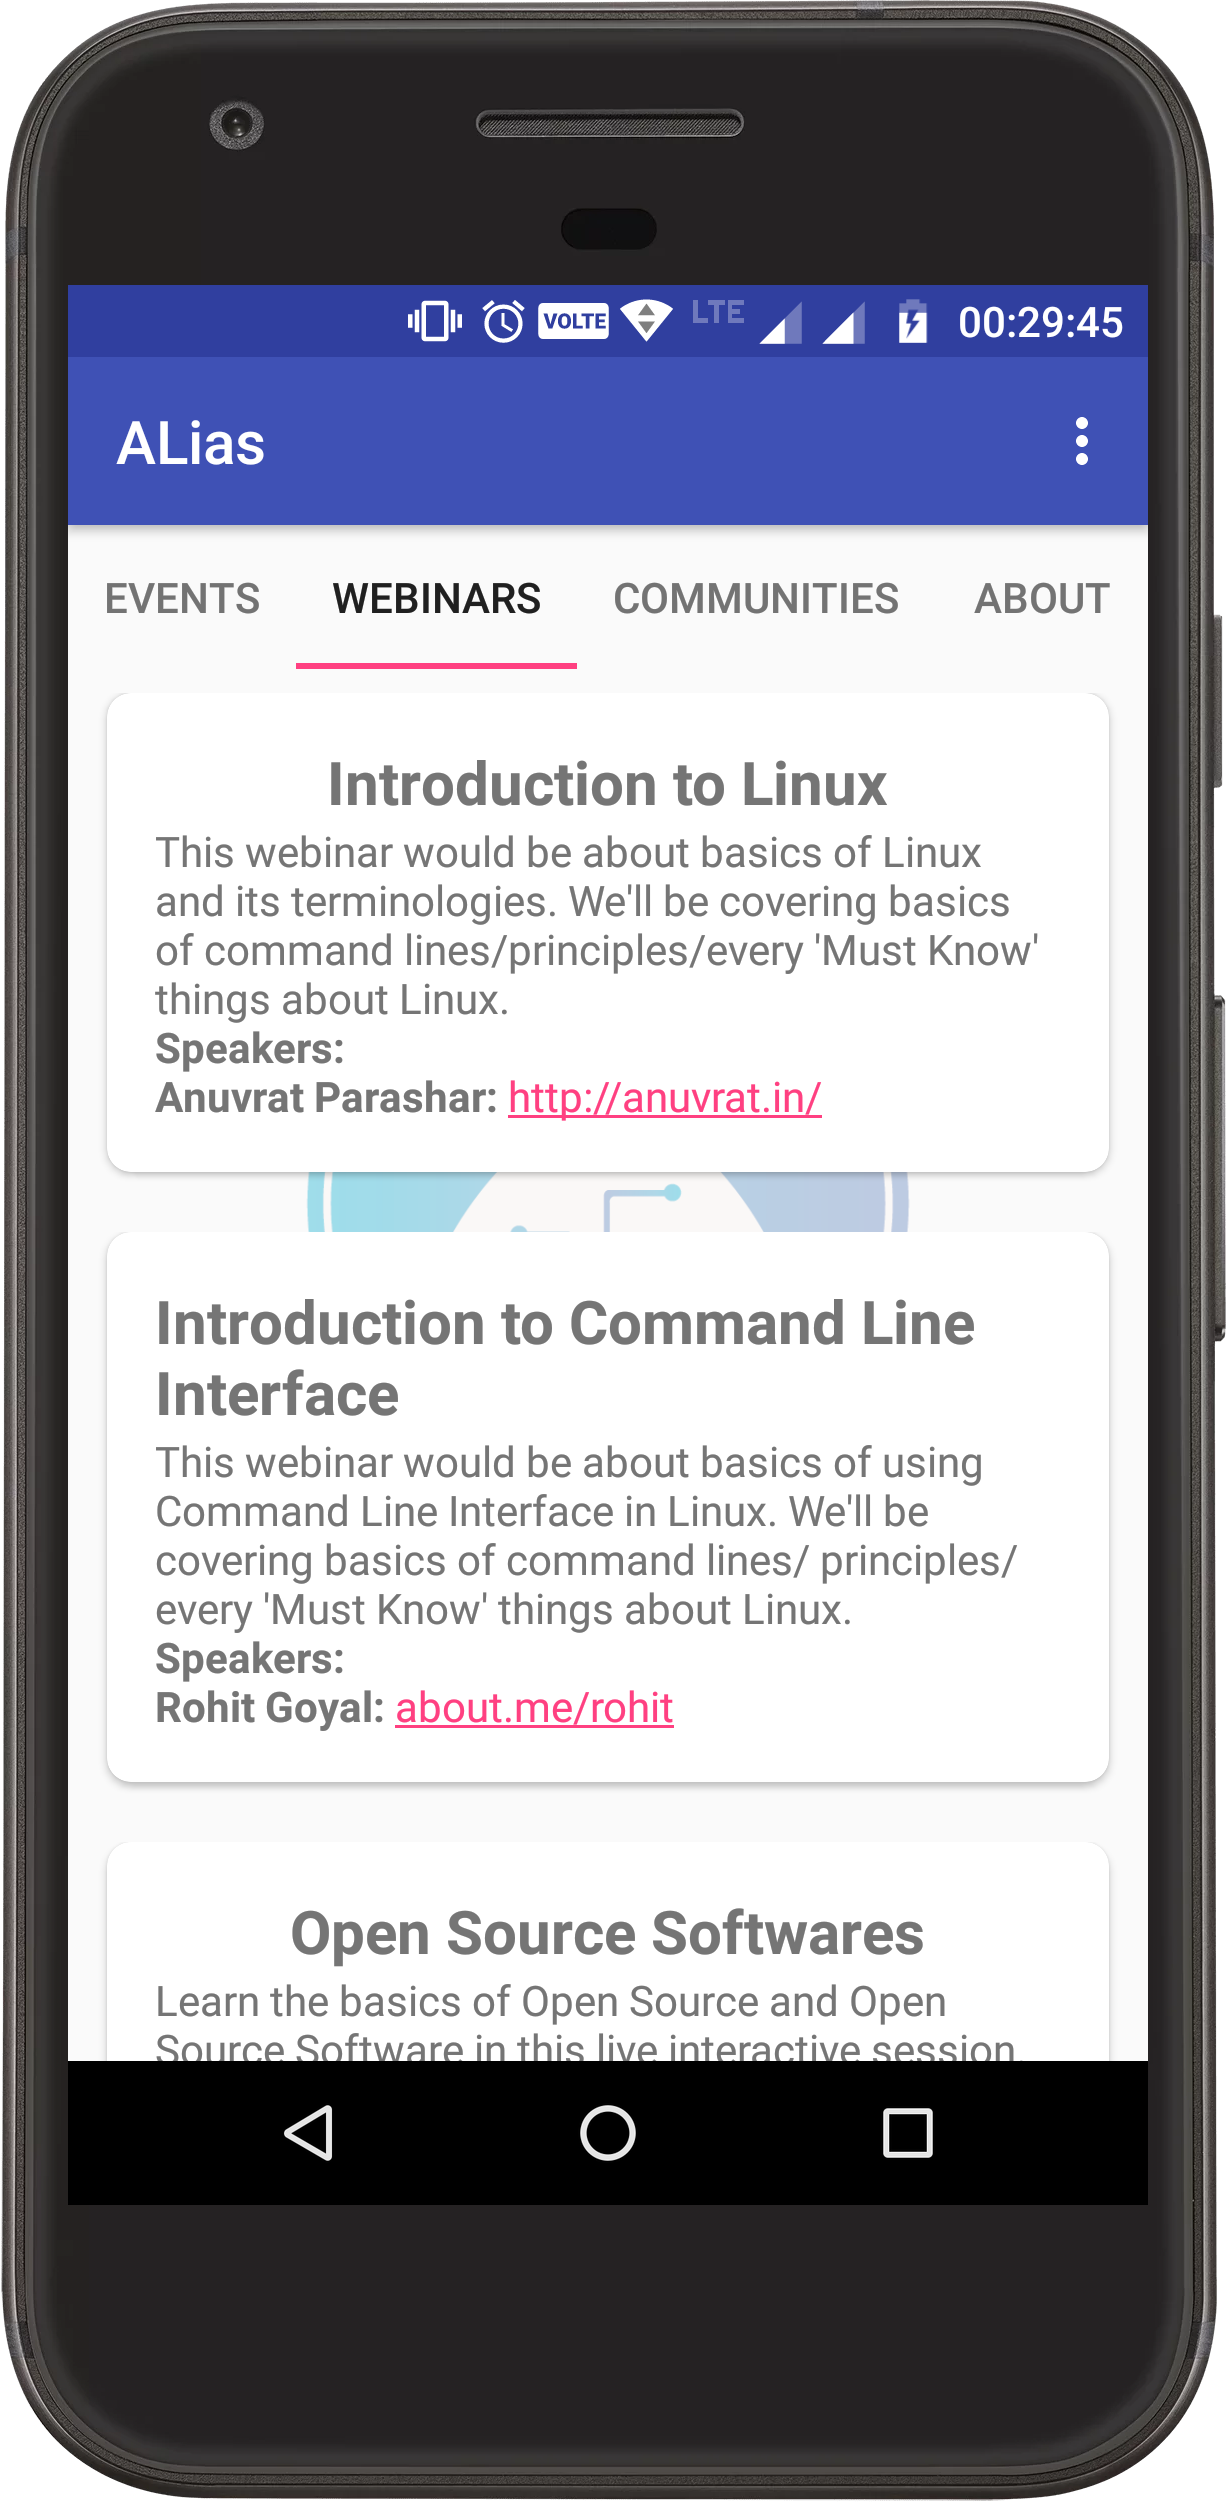 VOLTE LTE 00:29:45
ALias
EVENTS WEBINARS COMMUNITIES ABOUT
Introduction to Linux
This webinar would be about basics of Linux
and its terminologies. We'll be covering basics
of command lines/principles/every 'Must Know'
things about Linux.
Speakers:
Anuvrat Parashar: http://anuvrat.in/
Introduction to Command Line
Interface
This webinar would be about basics of using
Command Line Interface in Linux. We'll be
covering basics of command lines/ principles/
every 'Must Know' things about Linux.
Speakers:
Rohit Goyal: about.me/rohit
Open Source Softwares
Learn the basics of Open Source and Open
Source Software in this live interactive session